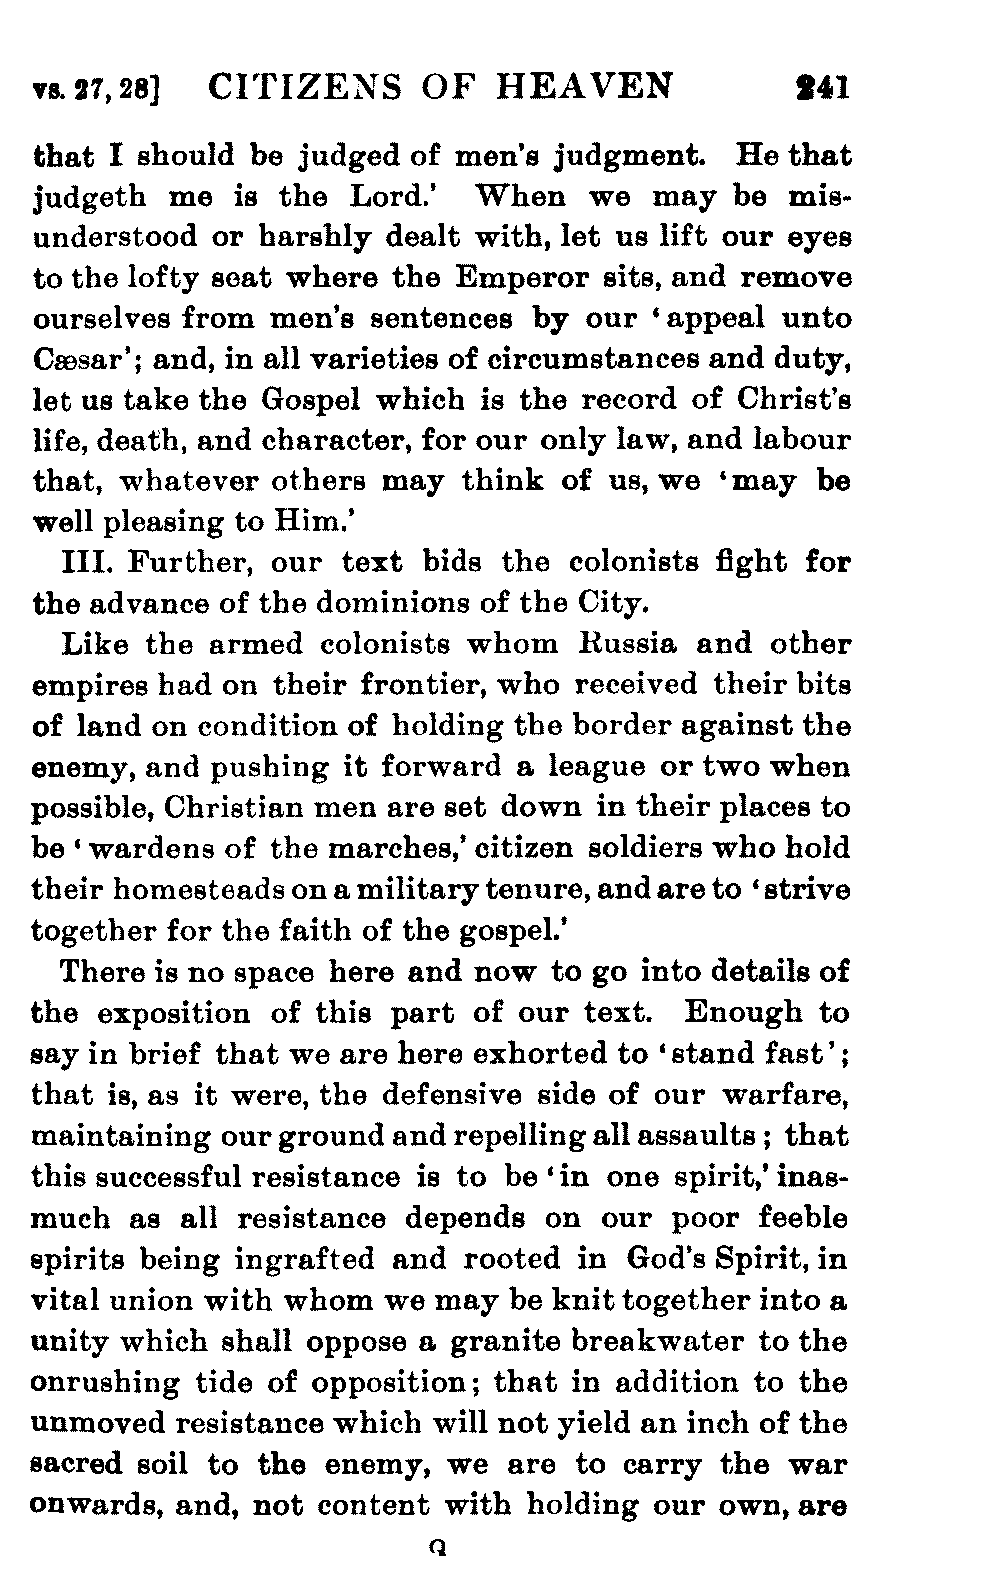 vs. 27, 28] CITIZENS OF HEAVEN 241
that I should be judged of men's judgment. He that
judgeth me is the Lord.' When we may be mis-
understood or harshly dealt with, let us lift our eyes
to the lofty seat where the Emperor sits, and remove
ourselves from men's sentences by our ‘appeal unto
Cæsar’; and, in all varieties of circumstances and duty,
let us take the Gospel which is the record of Christ's
life, death, and character, for our only law, and labour
that, whatever others may think of us, we ‘may be
well pleasing to Him.’
III. Further, our text bids the colonists fight for
the advance of the dominions of the City.
Like the armed colonists whom Russia and other
empires had on their frontier, who received their bits
of land on condition of holding the border against the
enemy, and pushing it forward a league or two when
possible, Christian men are set down in their places to
be ‘wardens of the marches,’ citizen soldiers who hold
their homesteads on a military tenure, and are to ‘strive
together for the faith of the gospel.’
There is no space here and now to go into details of
the exposition of this part of our text. Enough to
say in brief that we are here exhorted to ‘stand fast’;
that is, as it were, the defensive side of our warfare,
maintaining our ground and repelling all assaults; that
this successful resistance is to be ‘in one spirit,’ inas-
much as all resistance depends on our poor feeble
spirits being ingrafted and rooted in God's Spirit, in
vital union with whom we may be knit together into a
unity which shall oppose a granite breakwater to the
onrushing tide of opposition; that in addition to the
unmoved resistance which will not yield an inch of the
sacred soil to the enemy, we are to carry the war
onwards, and, not content with holding our own, are
Q